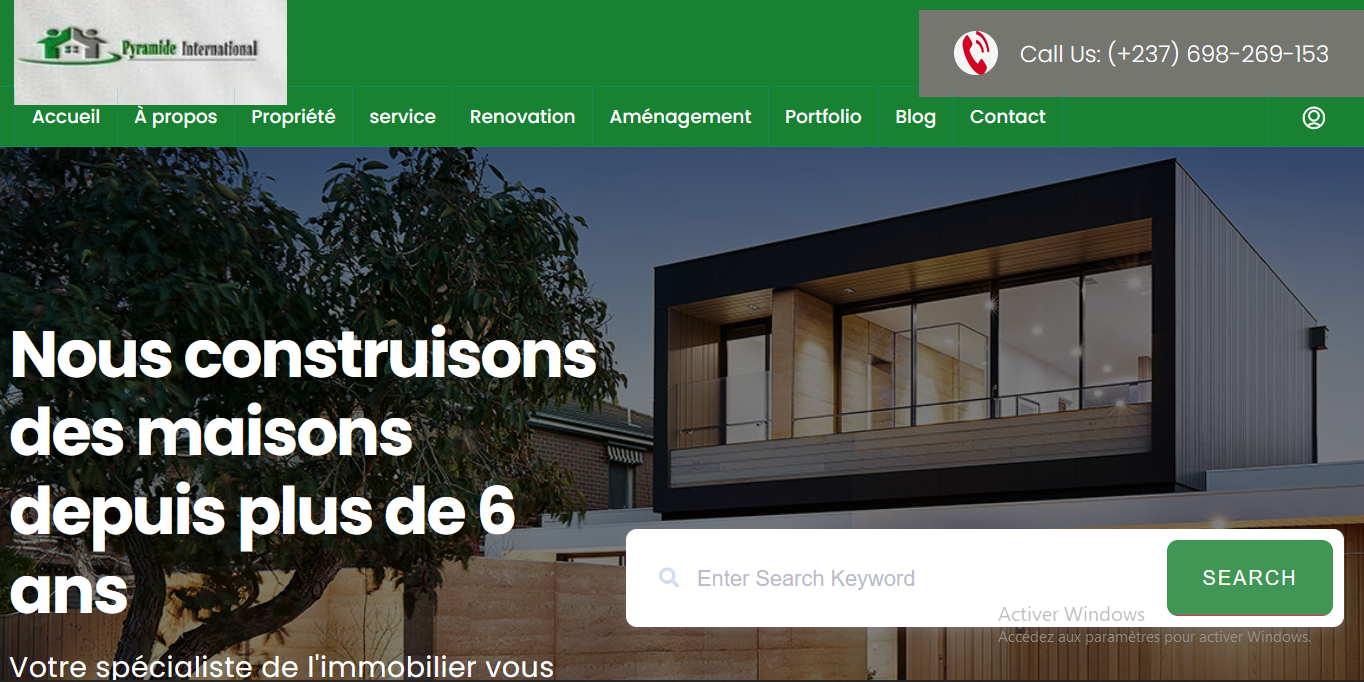 Pyramide International
Call Us: (+237) 698-269-153
Accueil
À propos
Propriété
service
Renovation
Aménagement
Portfolio
Blog
Contact
Nous construisons
des maisons
depuis plus de 6
ans
Enter Search Keyword
SEARCH
Activer Windows
Accédez aux paramètres pour activer Windows.
Votre spécialiste de l'immobilier vous